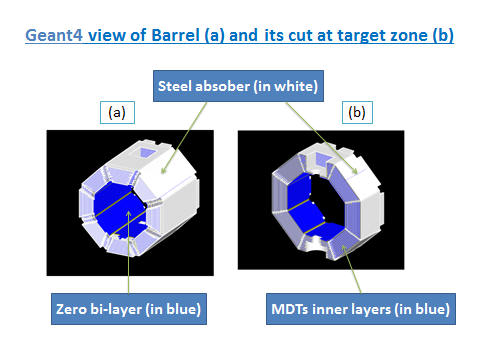 Geant4 view of Barrel (a) and its cut at target zone (b)
Steel absober (in white)
(a)
(b)
Zero bi-layer (in blue)
MDTs inner layers (in blue)